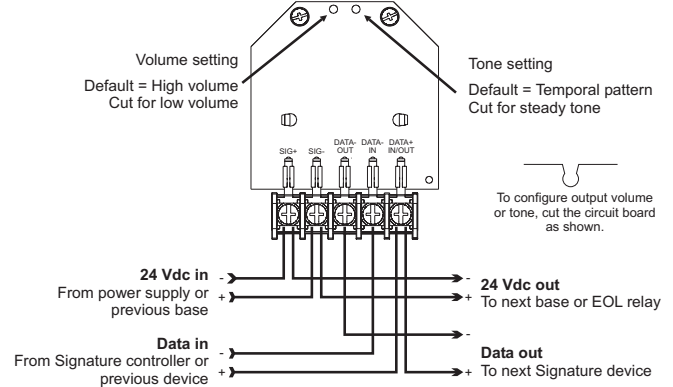 Volume setting
Default = High volume
Cut for low volume
Tone setting
Default = Temporal pattern
Cut for steady tone
SIG+
SIG-
DATA-
OUT
DATA-
IN
DATA+
IN/OUT
To configure output volume
or tone, cut the circuit board
as shown.
24 Vdc in
From power supply or
previous base
-
+
-
+
24 Vdc out
To next base or EOL relay
Data in
From Signature controller or
previous device
-
+
-
+
Data out
To next Signature device